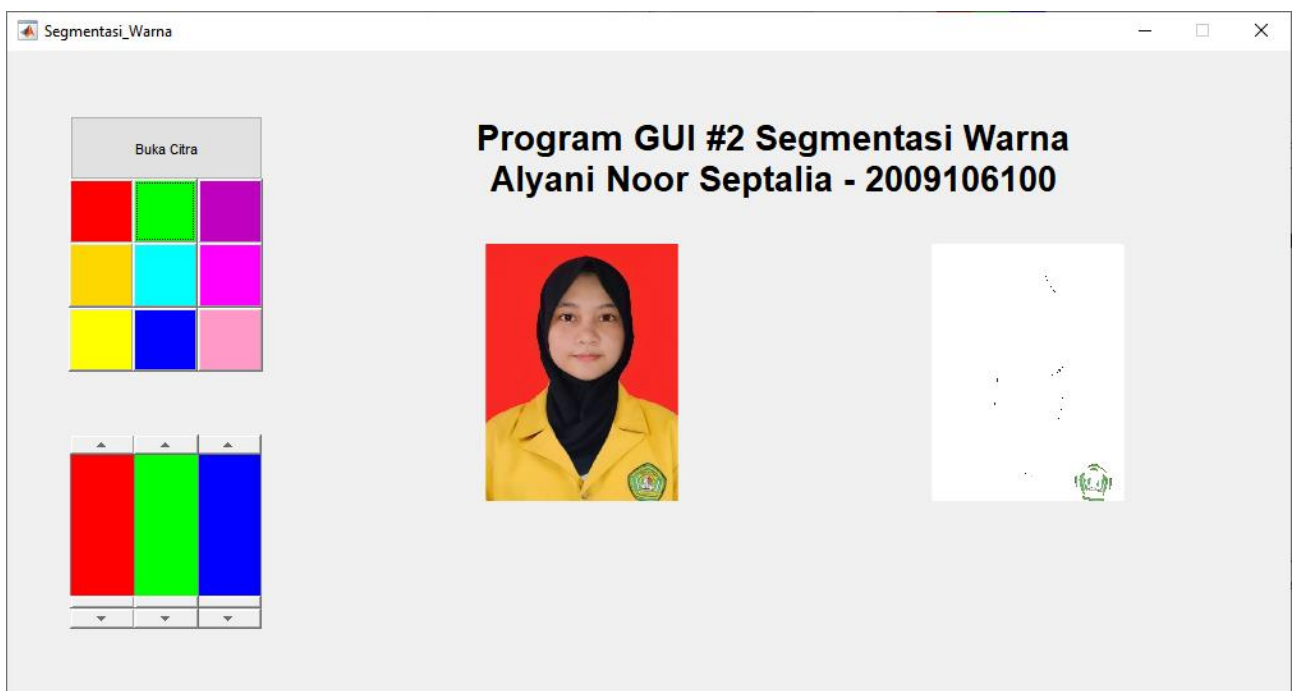 Segmentasi_Warna
Buka Citra
Program GUI #2 Segmentasi Warna
Alyani Noor Septalia - 2009106100